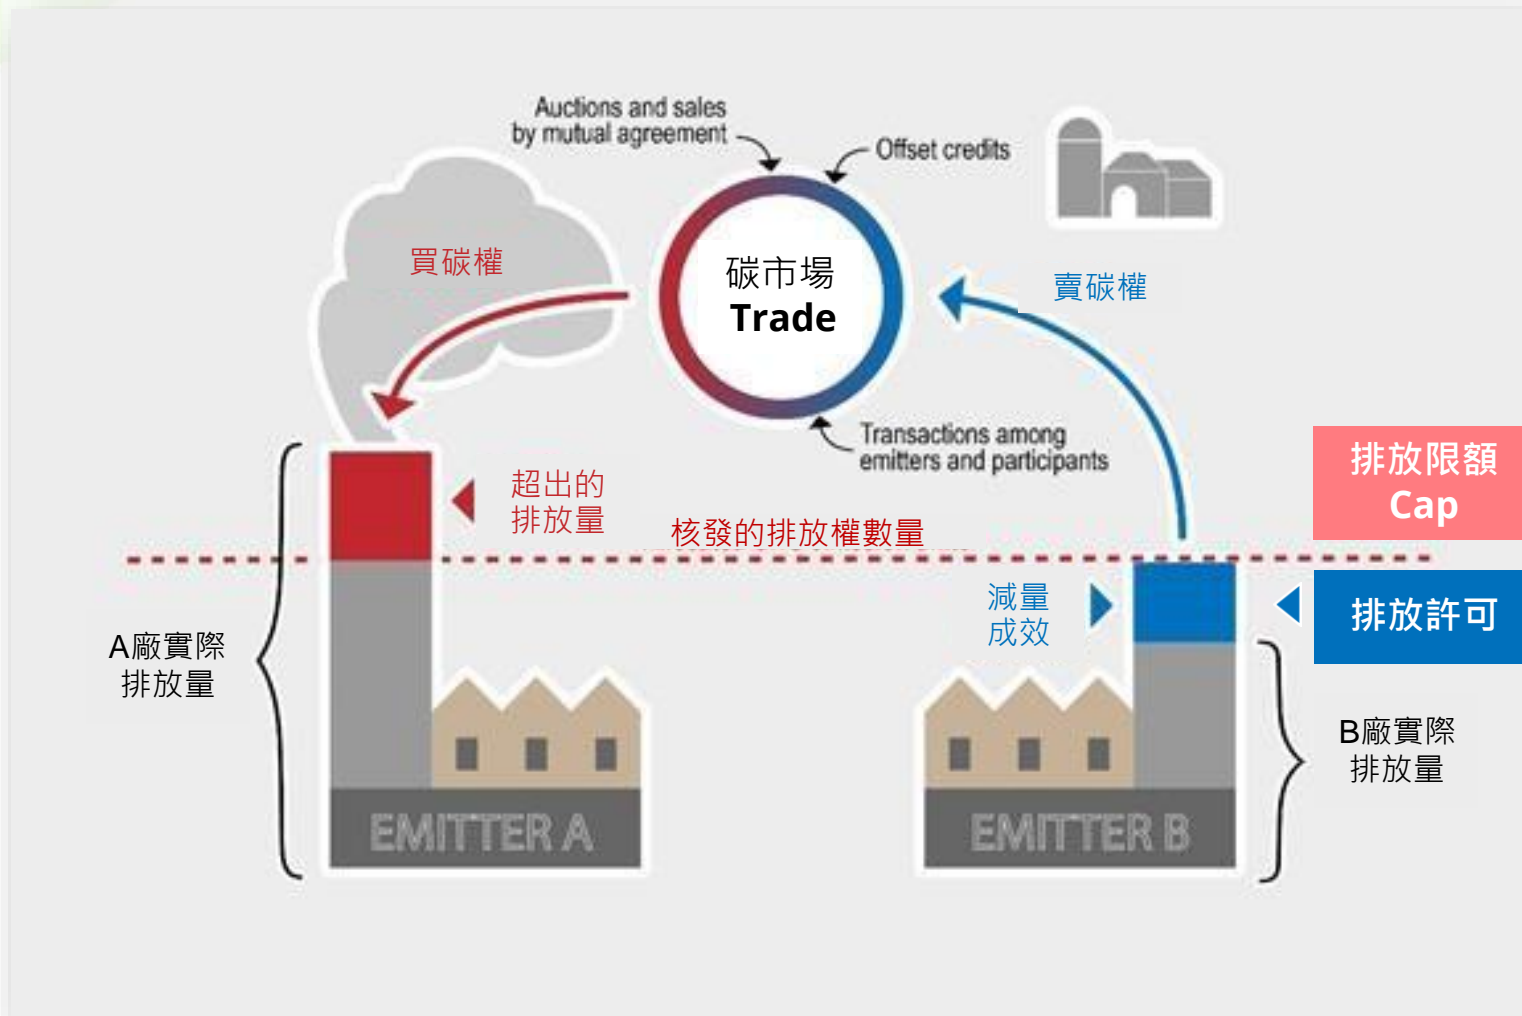 Auctions and sales
by mutual agreement
Offset credits
買碳權
碳市場
Trade
賣碳權
Transactions among
emitters and participants
排放限額
Cap
超出的
排放量
核發的排放權數量
減量
成效
排放許可
A廠實際
排放量
B廠實際
排放量
EMITTER A
EMITTER B